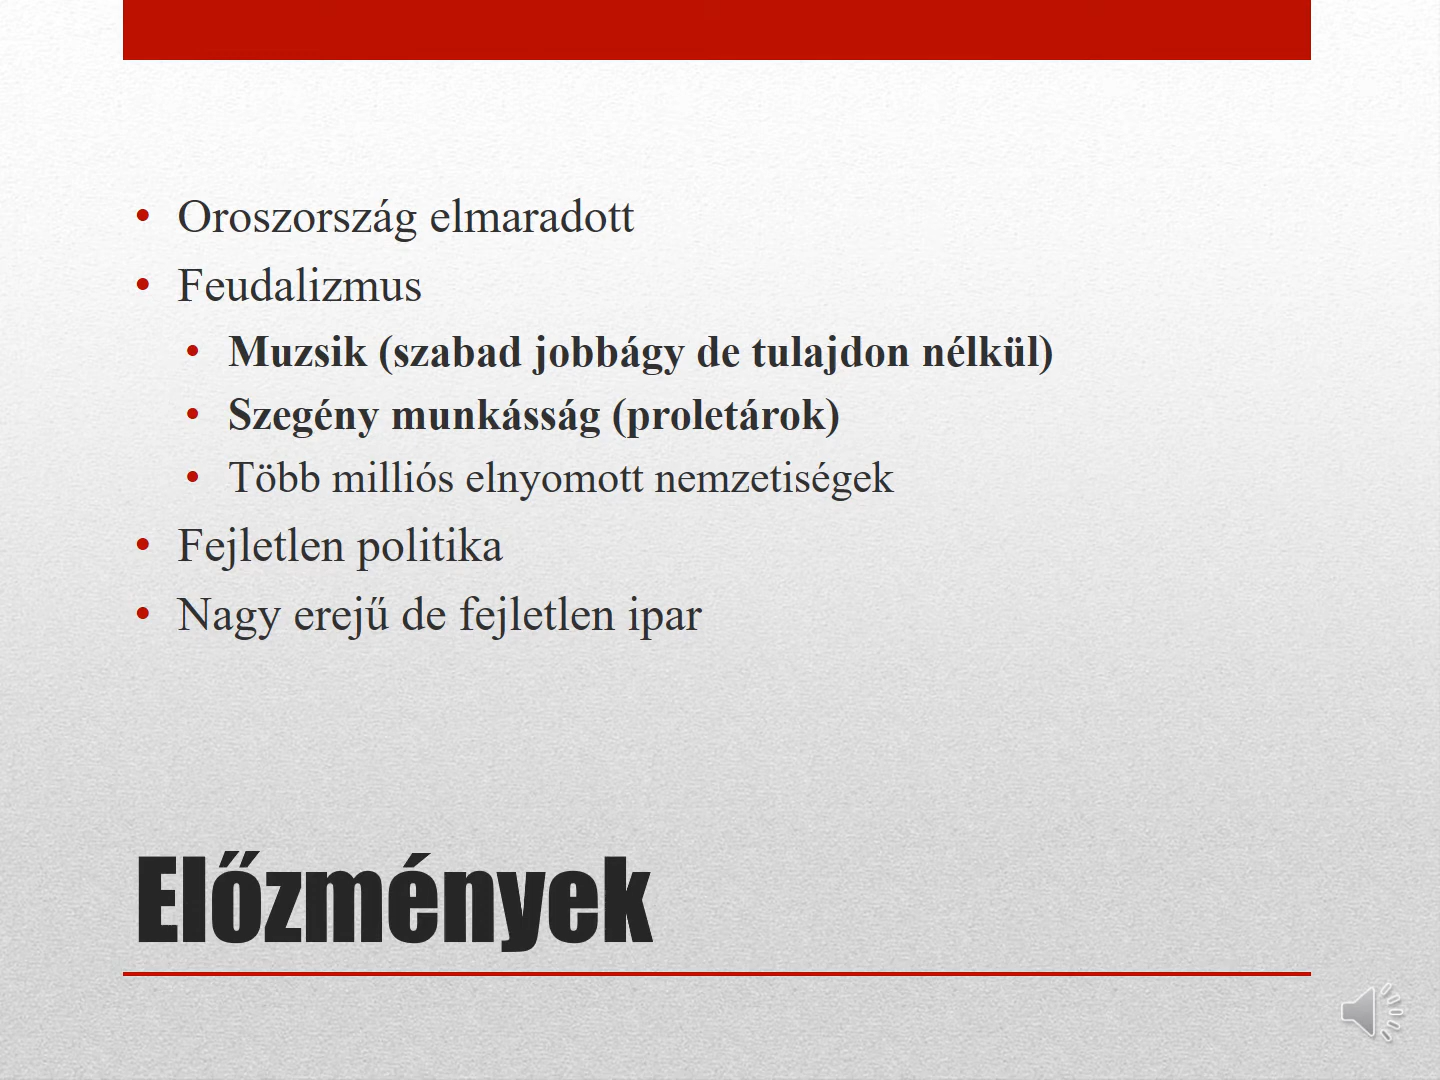 Oroszország elmaradott
Feudalizmus
Muzsik (szabad jobbágy de tulajdon nélkül)
Szegény munkásság (proletárok)
Több milliós elnyomott nemzetiségek
Fejletlen politika
Nagy erejű de fejletlen ipar
Előzmények